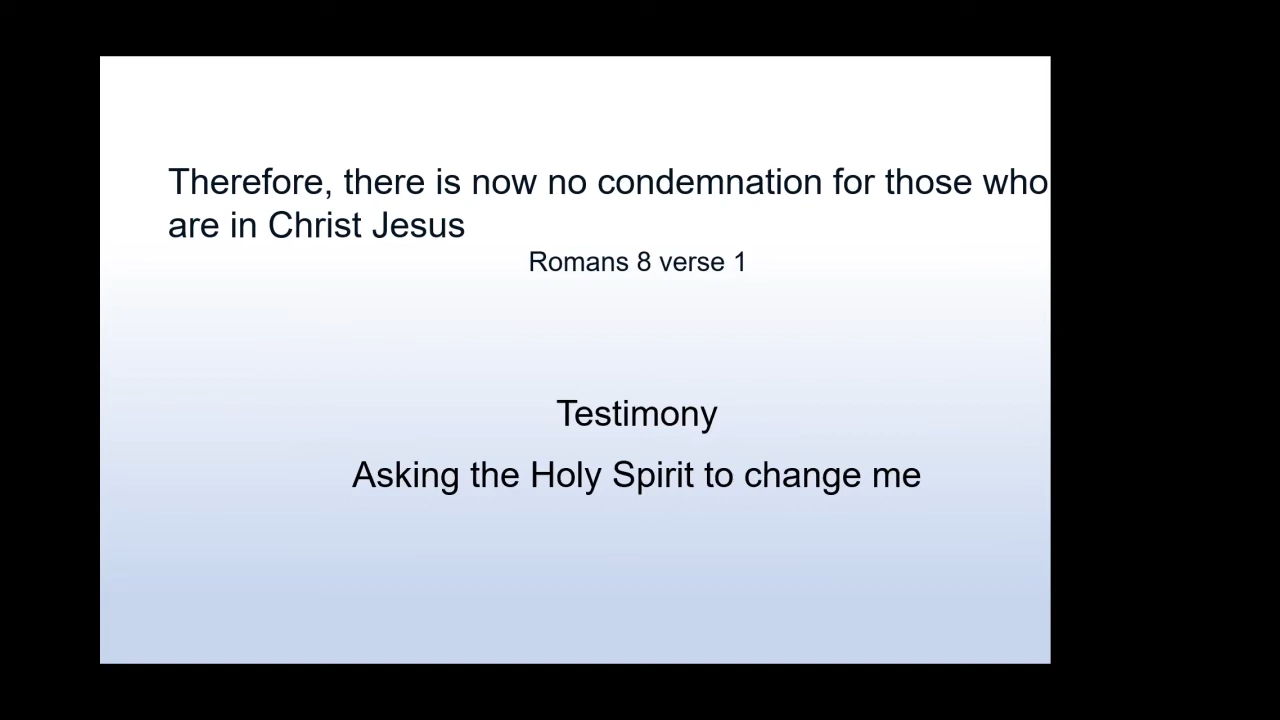 Therefore, there is now no condemnation for those who
are in Christ Jesus
Romans 8 verse 1
Testimony
Asking the Holy Spirit to change me